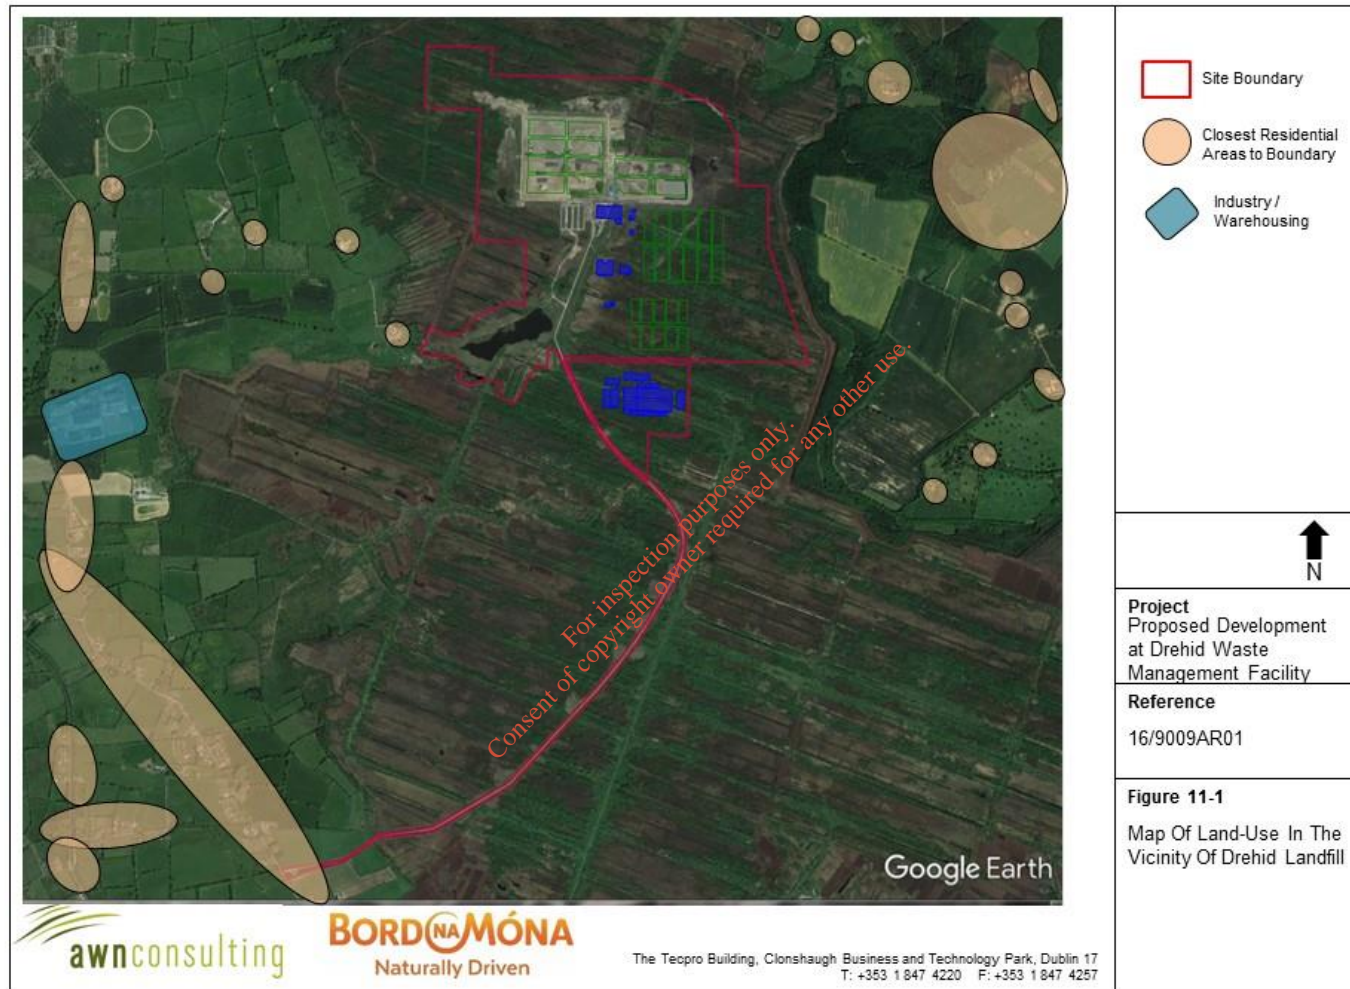 Site Boundary
Closest Residential
Areas to Boundary
Industry /
Warehousing
For inspection purposes only.
Consent of copyright owner required for any other use.
Google Earth
N
Project
Proposed Development
at Drehid Waste
Management Facility
Reference
16/9009AR01
Figure 11-1
Map Of Land-Use In The
Vicinity Of Drehid Landfill
awnconsulting
BORD NA MÓNA
Naturally Driven
The Tecpro Building, Clonshaugh Business and Technology Park, Dublin 17
T: +353 1 847 4220 F: +353 1 847 4257